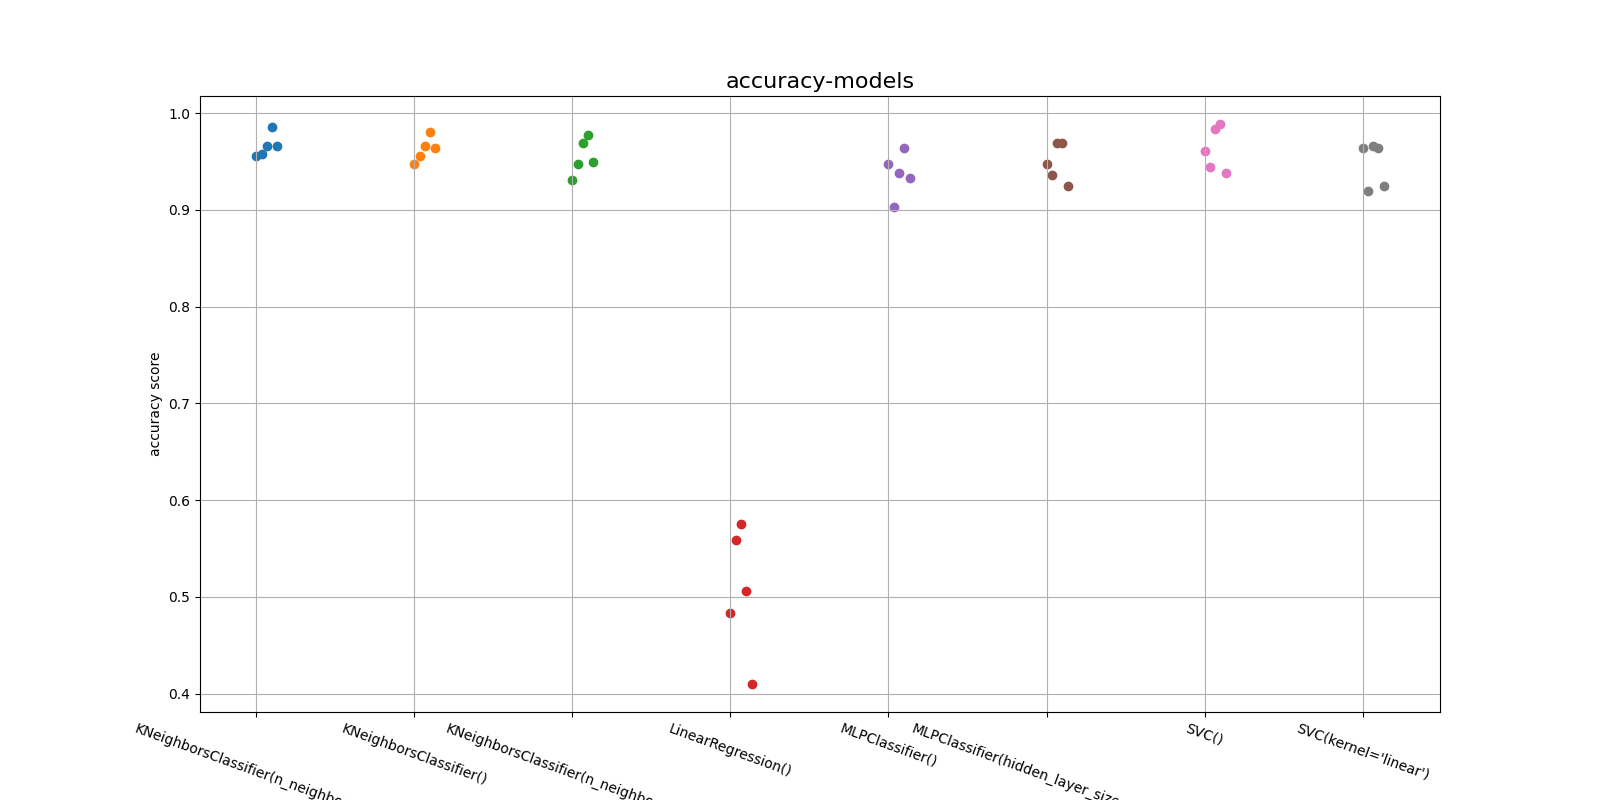 accuracy-models
1.0
0.9
0.8
0.7
0.6
0.5
0.4
accuracy score
KNeighborsClassifier(n_neighbo
KNeighborsClassifier()
KNeighborsClassifier(n_neighbo
LinearRegression()
MLPClassifier()
MLPClassifier(hidden_layer_size
SVC()
SVC(kernel='linear')